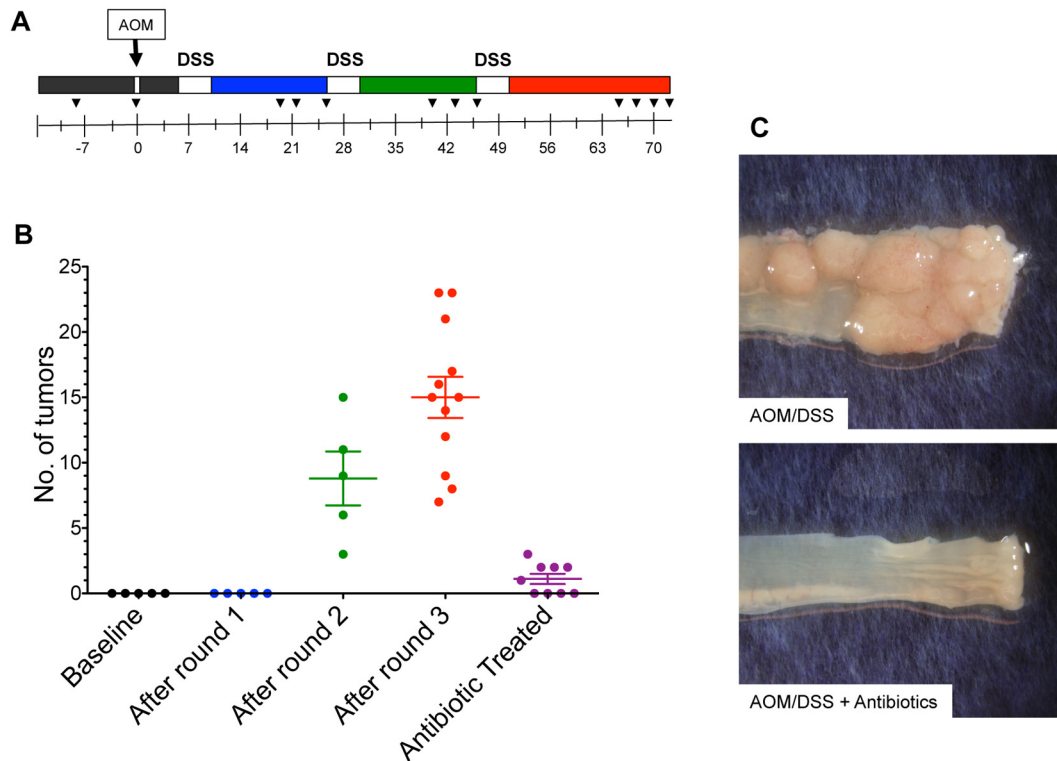 A
AOM
DSS DSS DSS
-7 0 7 14 21 28 35 42 49 56 63 70
B
No. of tumors
25
20
15
10
5
0
Baseline
After round 1
After round 2
After round 3
Antibiotic Treated
C
AOM/DSS
AOM/DSS + Antibiotics